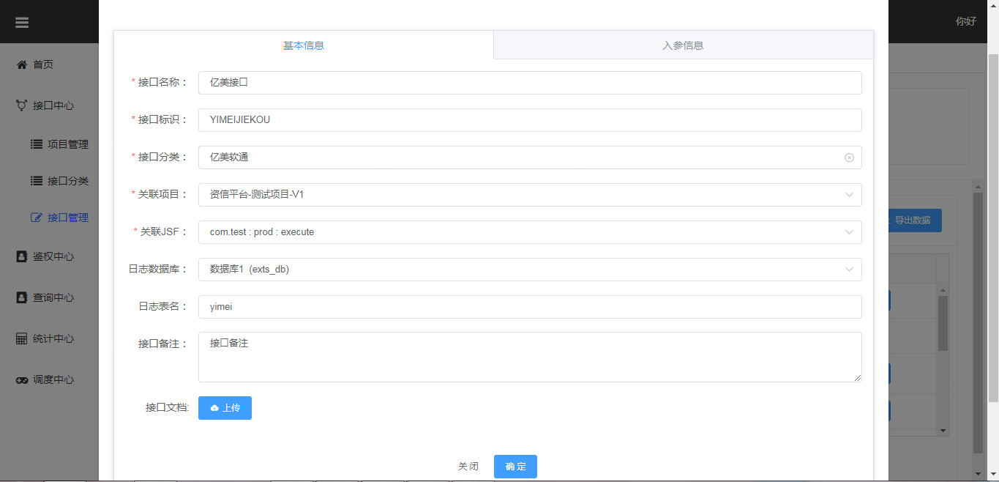 你好
首页
接口中心
项目管理
接口分类
接口管理
鉴权中心
查询中心
统计中心
调度中心
基本信息
入参信息
* 接口名称： 亿美接口
* 接口标识： YIMEIJIEKOU
* 接口分类： 亿美软通
* 关联项目： 资信平台-测试项目-V1
* 关联JSF： com.test : prod : execute
日志数据库： 数据库1 (exts_db)
日志表名： yimei
接口备注： 接口备注
接口文档: 上传
关闭
确定
导出数据